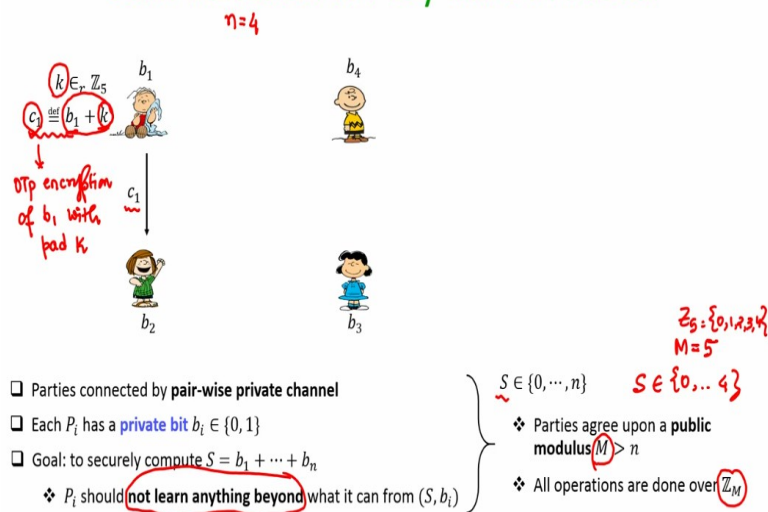 n=4
b₁
b₄
k ∈ᵣ ℤ₅
c₁ ≝ b₁ + k
OTP encryption
of b₁ with
pad k
c₁
b₂
b₃
Z₅={0,1,2,3,4}
M=5
❑ Parties connected by pair-wise private channel
❑ Each Pᵢ has a private bit bᵢ ∈ {0, 1}
❑ Goal: to securely compute S = b₁ + ⋯ + bₙ
❖ Pᵢ should not learn anything beyond what it can from (S, bᵢ)
S ∈ {0, ⋯, n}
S ∈ {0,.. 4}
❖ Parties agree upon a public
modulus M > n
❖ All operations are done over ℤ_M